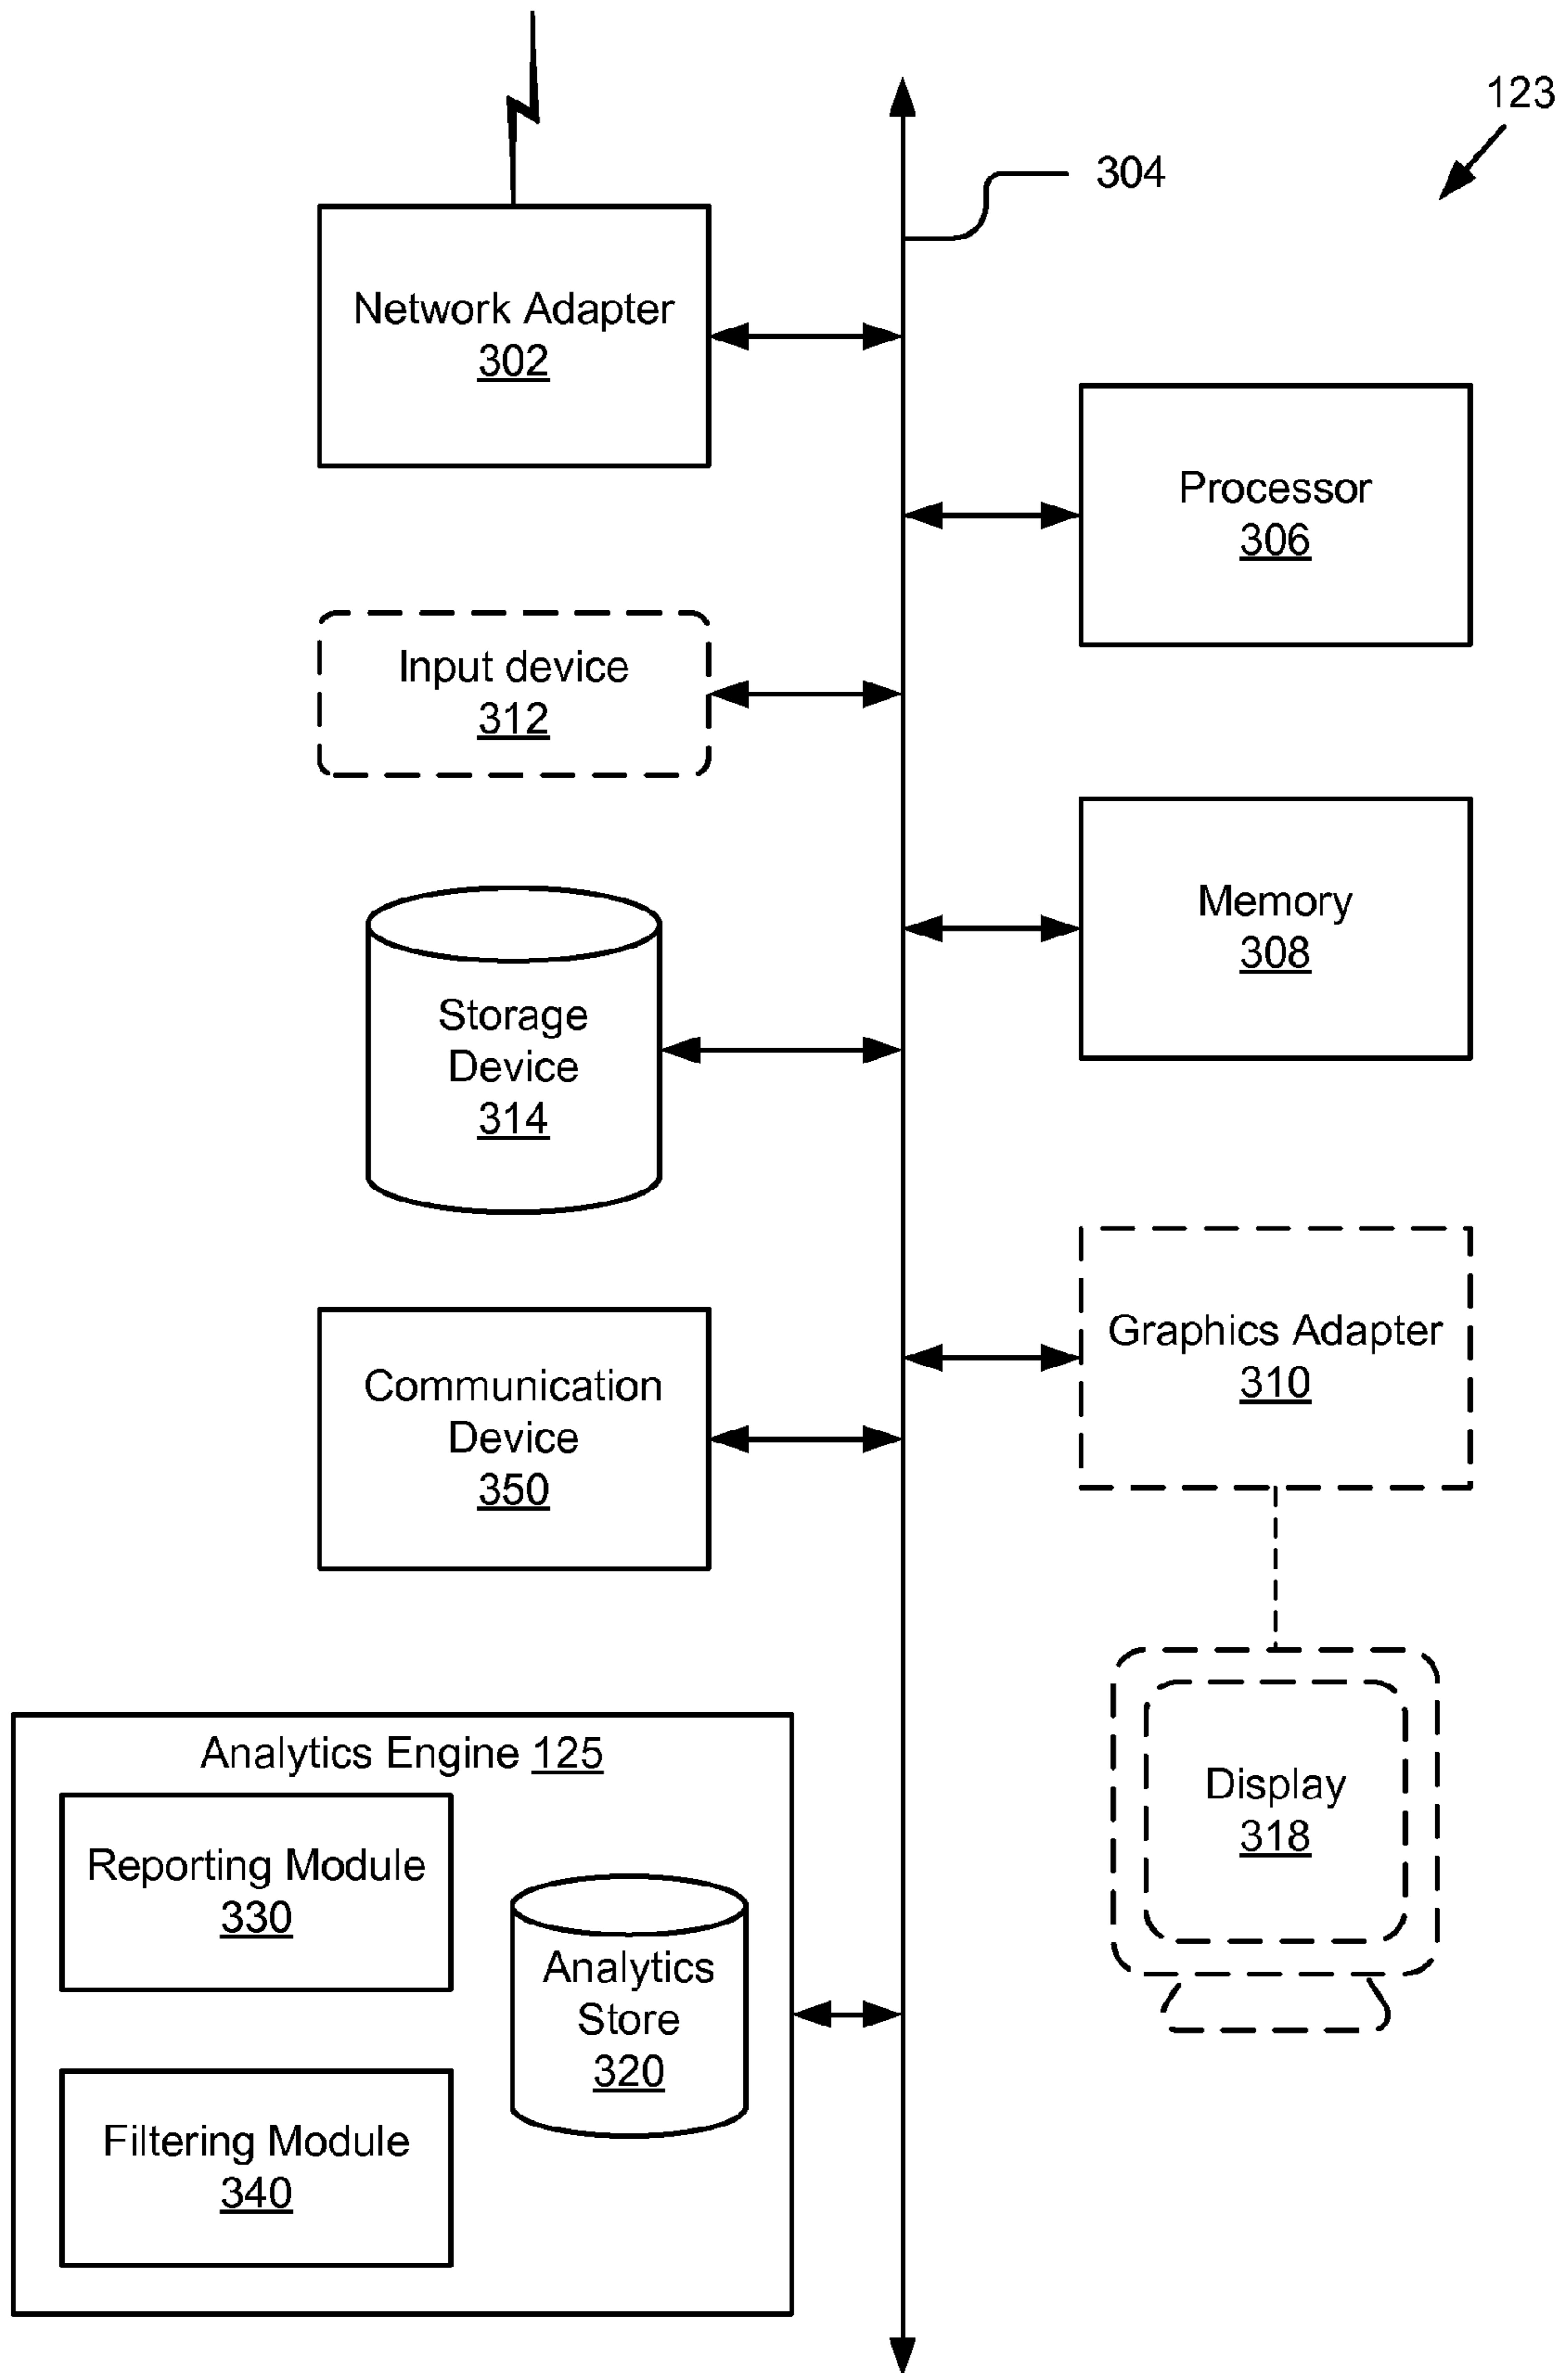 123
304
Network Adapter
302
Processor
306
Input device
312
Memory
308
Storage
Device
314
Graphics Adapter
310
Communication
Device
350
Analytics Engine 125
Reporting Module
330
Display
318
Analytics
Store
320
Filtering Module
340